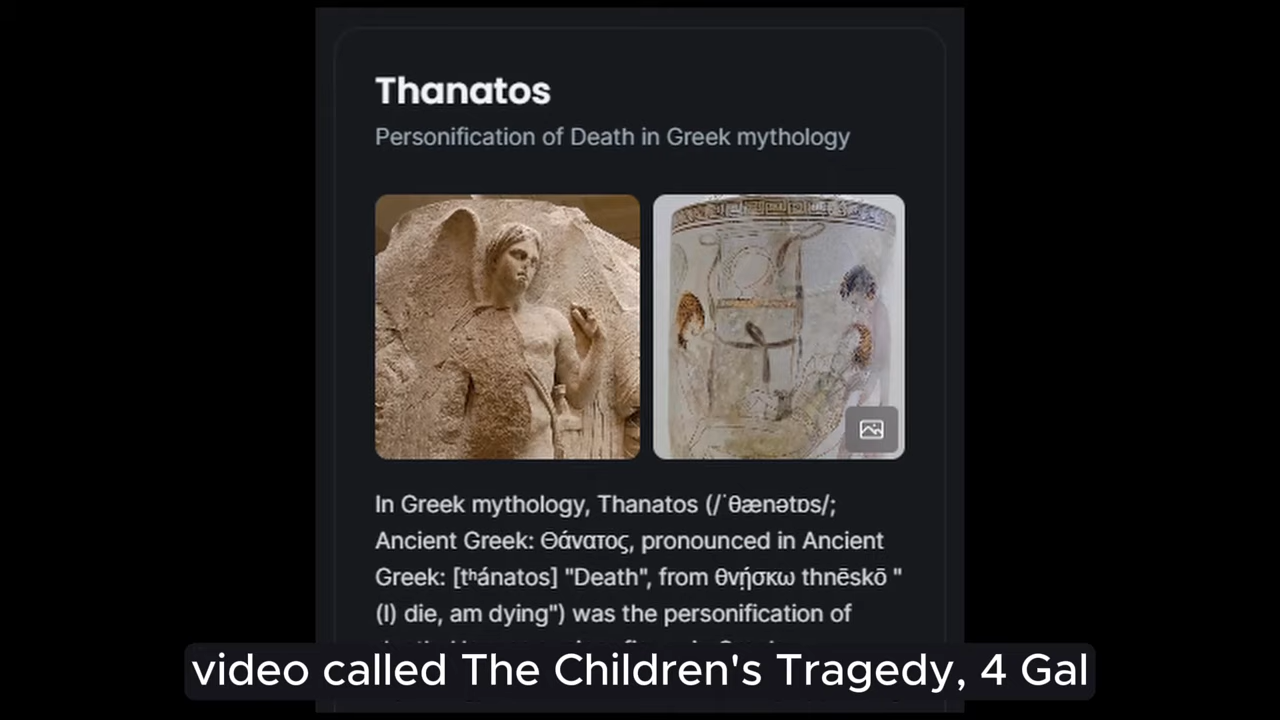 Thanatos
Personification of Death in Greek mythology
In Greek mythology, Thanatos (/ˈθænətɒs/;
Ancient Greek: Θάνατος, pronounced in Ancient
Greek: [tʰánatos] "Death", from θνῄσκω thnēskō "
(I) die, am dying") was the personification of
video called The Children's Tragedy, 4 Gal